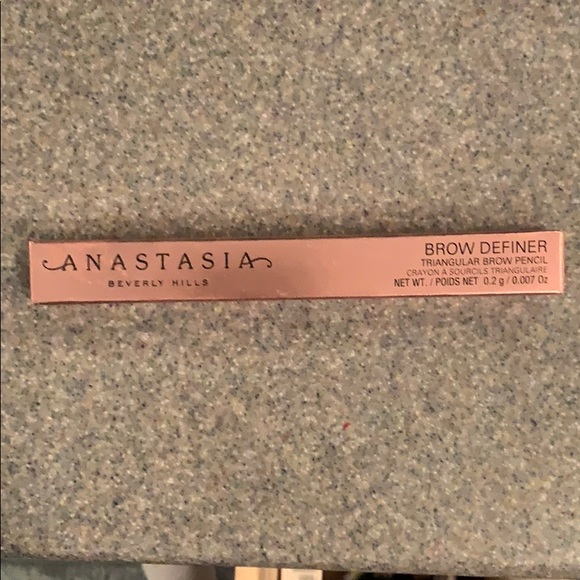 ANASTASIA
BEVERLY HILLS
BROW DEFINER
TRIANGULAR BROW PENCIL
CRAYON A SOURCILS TRIANGULAIRE
NET WT. / POIDS NET 0.2 g / 0.007 Oz